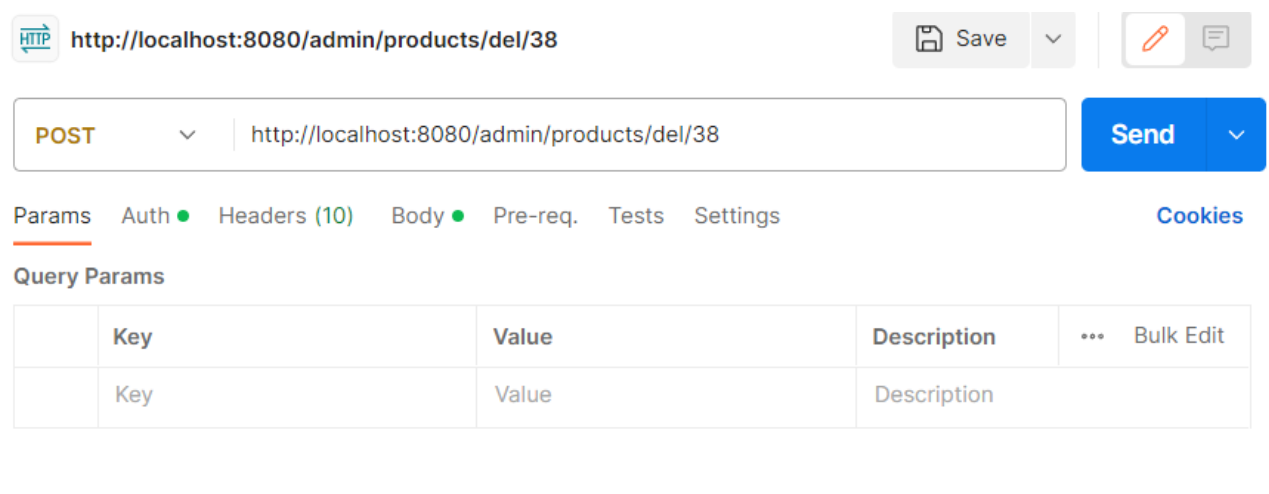 HTTP http://localhost:8080/admin/products/del/38 Save
POST http://localhost:8080/admin/products/del/38 Send
Params Auth Headers (10) Body Pre-req. Tests Settings Cookies
Query Params
Key Value Description ••• Bulk Edit
Key Value Description